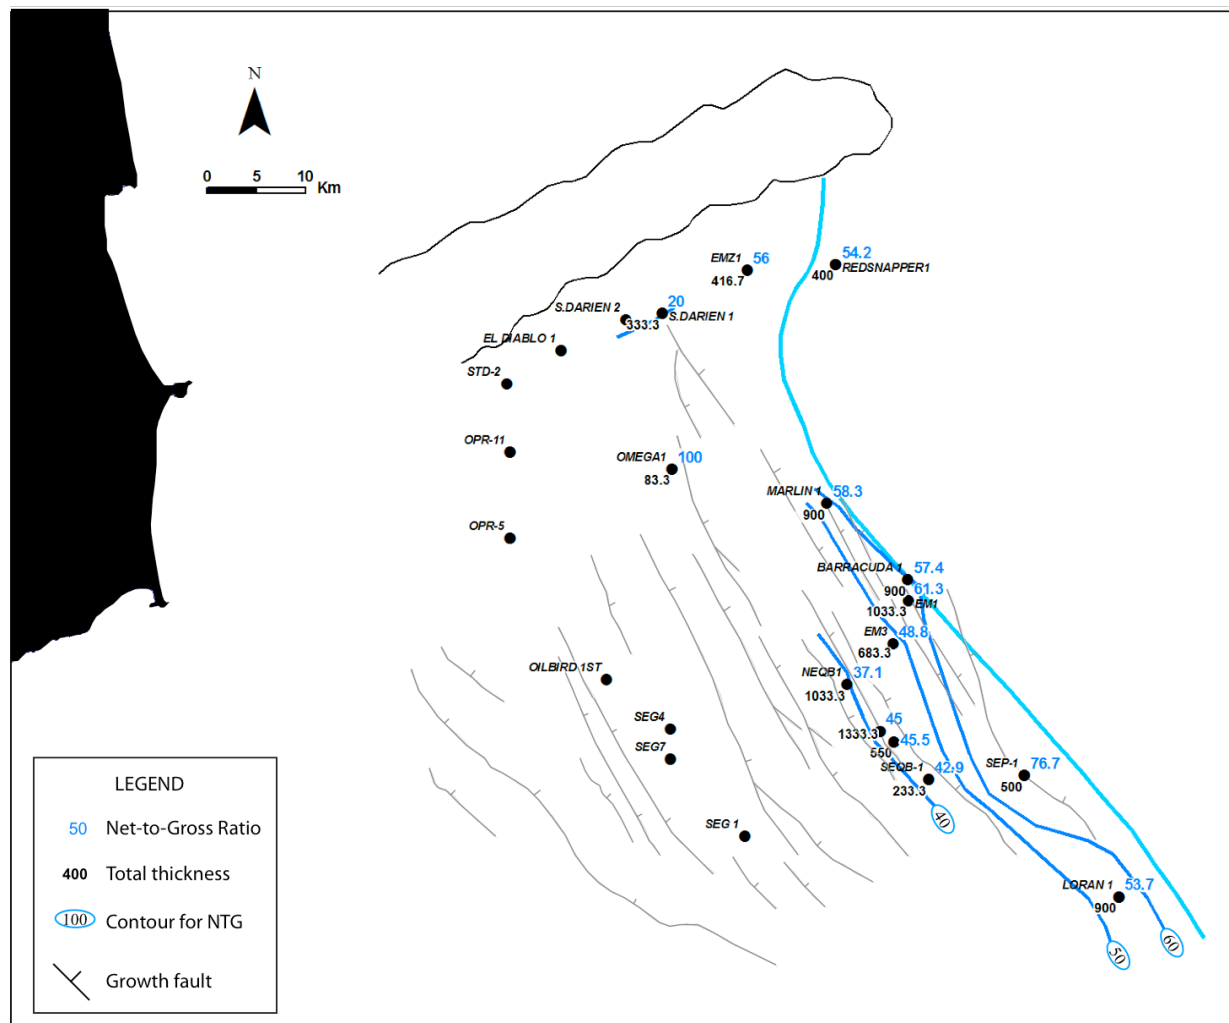 N
0 5 10
Km
EMZ1
56
416.7
54.2
400
REDSNAPPER1
20
S.DARIEN 2
333.3
S.DARIEN 1
EL DIABLO 1
STD-2
OPR-11
OMEGA1
100
83.3
MARLIN 1
58.3
900
OPR-5
BARRACUDA 1
57.4
900
61.3
1033.3
EM1
EM3
48.8
683.3
OILBIRD 1ST
NEQB1
37.1
1033.3
SEG4
45
1333.3
45.5
550
SEG7
SEQB-1
42.9
233.3
SEP-1
76.7
500
40
SEG 1
LORAN 1
53.7
900
50
60
LEGEND
50 Net-to-Gross Ratio
400 Total thickness
100 Contour for NTG
Growth fault